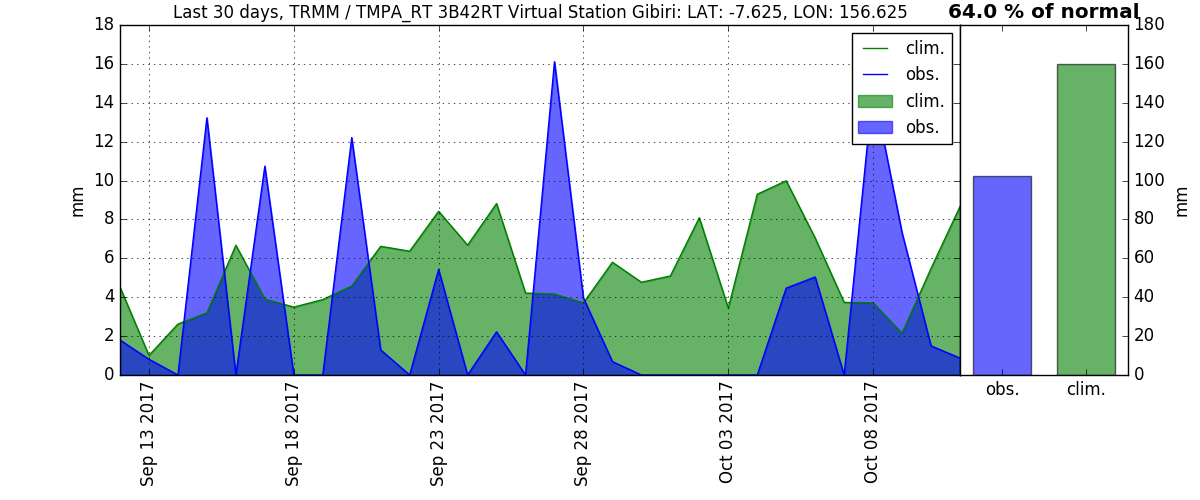 Last 30 days, TRMM / TMPA_RT 3B42RT Virtual Station Gibiri: LAT: -7.625, LON: 156.625
64.0 % of normal
18
16
14
12
10
8
6
4
2
0
mm
Sep 13 2017
Sep 18 2017
Sep 23 2017
Sep 28 2017
Oct 03 2017
Oct 08 2017
clim.
obs.
clim.
obs.
180
160
140
120
100
80
60
40
20
0
mm
obs.
clim.